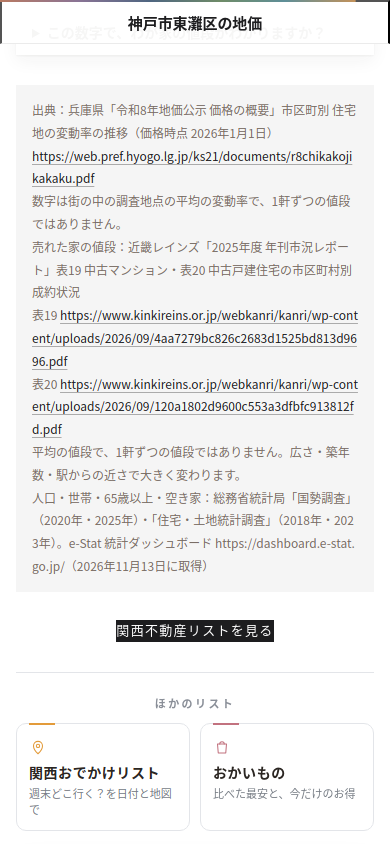 神戸市東灘区の地価
出典：兵庫県「令和8年地価公示 価格の概要」市区町別 住宅
地の変動率の推移（価格時点 2026年1月1日）
https://web.pref.hyogo.lg.jp/ks21/documents/r8chikakoji
kakaku.pdf
数字は街の中の調査地点の平均の変動率で、1軒ずつの値段
ではありません。
売れた家の値段：近畿レインズ「2025年度 年刊市況レポー
ト」表19 中古マンション・表20 中古戸建住宅の市区町村別
成約状況
表19 https://www.kinkireins.or.jp/webkanri/kanri/wp-cont
ent/uploads/2026/09/4aa7279bc826c2683d1525bd813d96
96.pdf
表20 https://www.kinkireins.or.jp/webkanri/kanri/wp-cont
ent/uploads/2026/09/120a1802d9600c553a3dfbfc913812f
d.pdf
平均の値段で、1軒ずつの値段ではありません。広さ・築年
数・駅からの近さで大きく変わります。
人口・世帯・65歳以上・空き家：総務省統計局「国勢調査」
（2020年・2025年）・「住宅・土地統計調査」（2018年・202
3年）。e-Stat 統計ダッシュボード https://dashboard.e-stat.
go.jp/（2026年11月13日に取得）
関西不動産リストを見る
ほかのリスト
関西おでかけリスト
週末どこ行く？を日付と地図
で
おかいもの
比べた最安と、今だけのお得